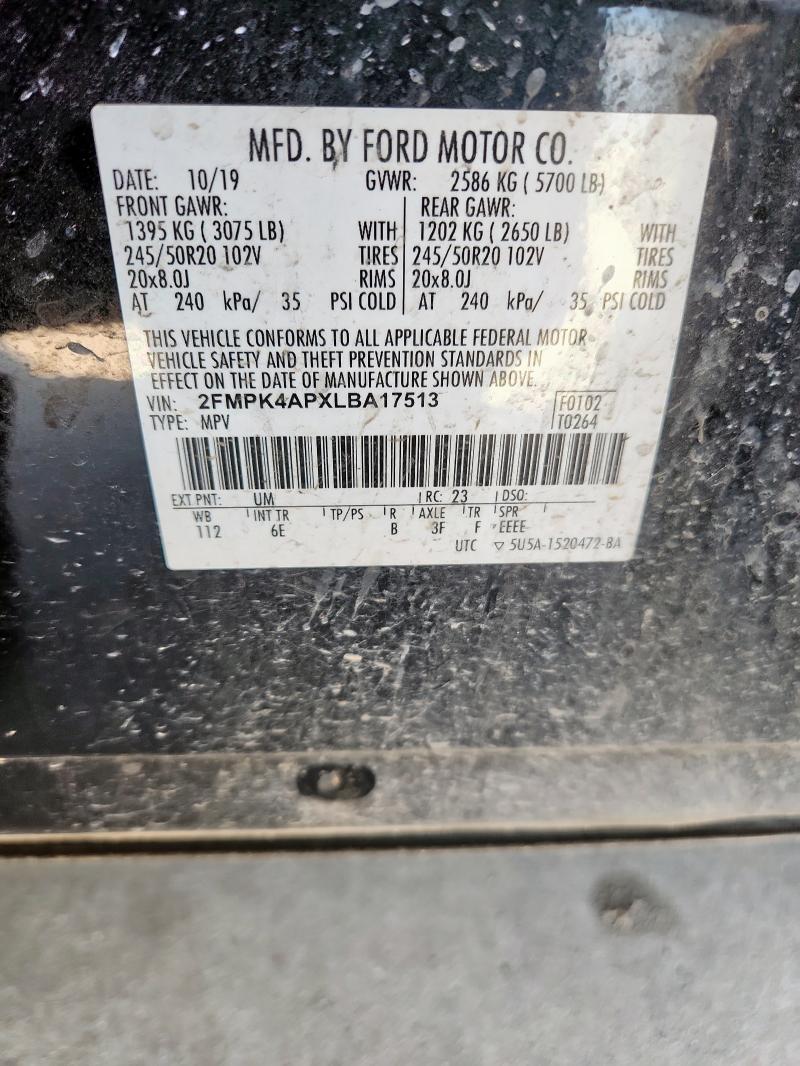 MFD. BY FORD MOTOR CO.
DATE: 10/19 GVWR: 2586 KG ( 5700 LB)
FRONT GAWR: REAR GAWR:
1395 KG ( 3075 LB) WITH 1202 KG ( 2650 LB) WITH
245/50R20 102V TIRES 245/50R20 102V TIRES
20x8.0J RIMS 20x8.0J RIMS
AT 240 kPa/ 35 PSI COLD AT 240 kPa/ 35 PSI COLD
THIS VEHICLE CONFORMS TO ALL APPLICABLE FEDERAL MOTOR
VEHICLE SAFETY AND THEFT PREVENTION STANDARDS IN
EFFECT ON THE DATE OF MANUFACTURE SHOWN ABOVE.
VIN: 2FMPK4APXLBA17513 F0102
TYPE: MPV T0264
EXT PNT: UM RC: 23 DSO:
WB INT TR TP/PS R AXLE TR SPR
112 6E B 3F F EEEE
UTC ▽ 5U5A-1520472-BA